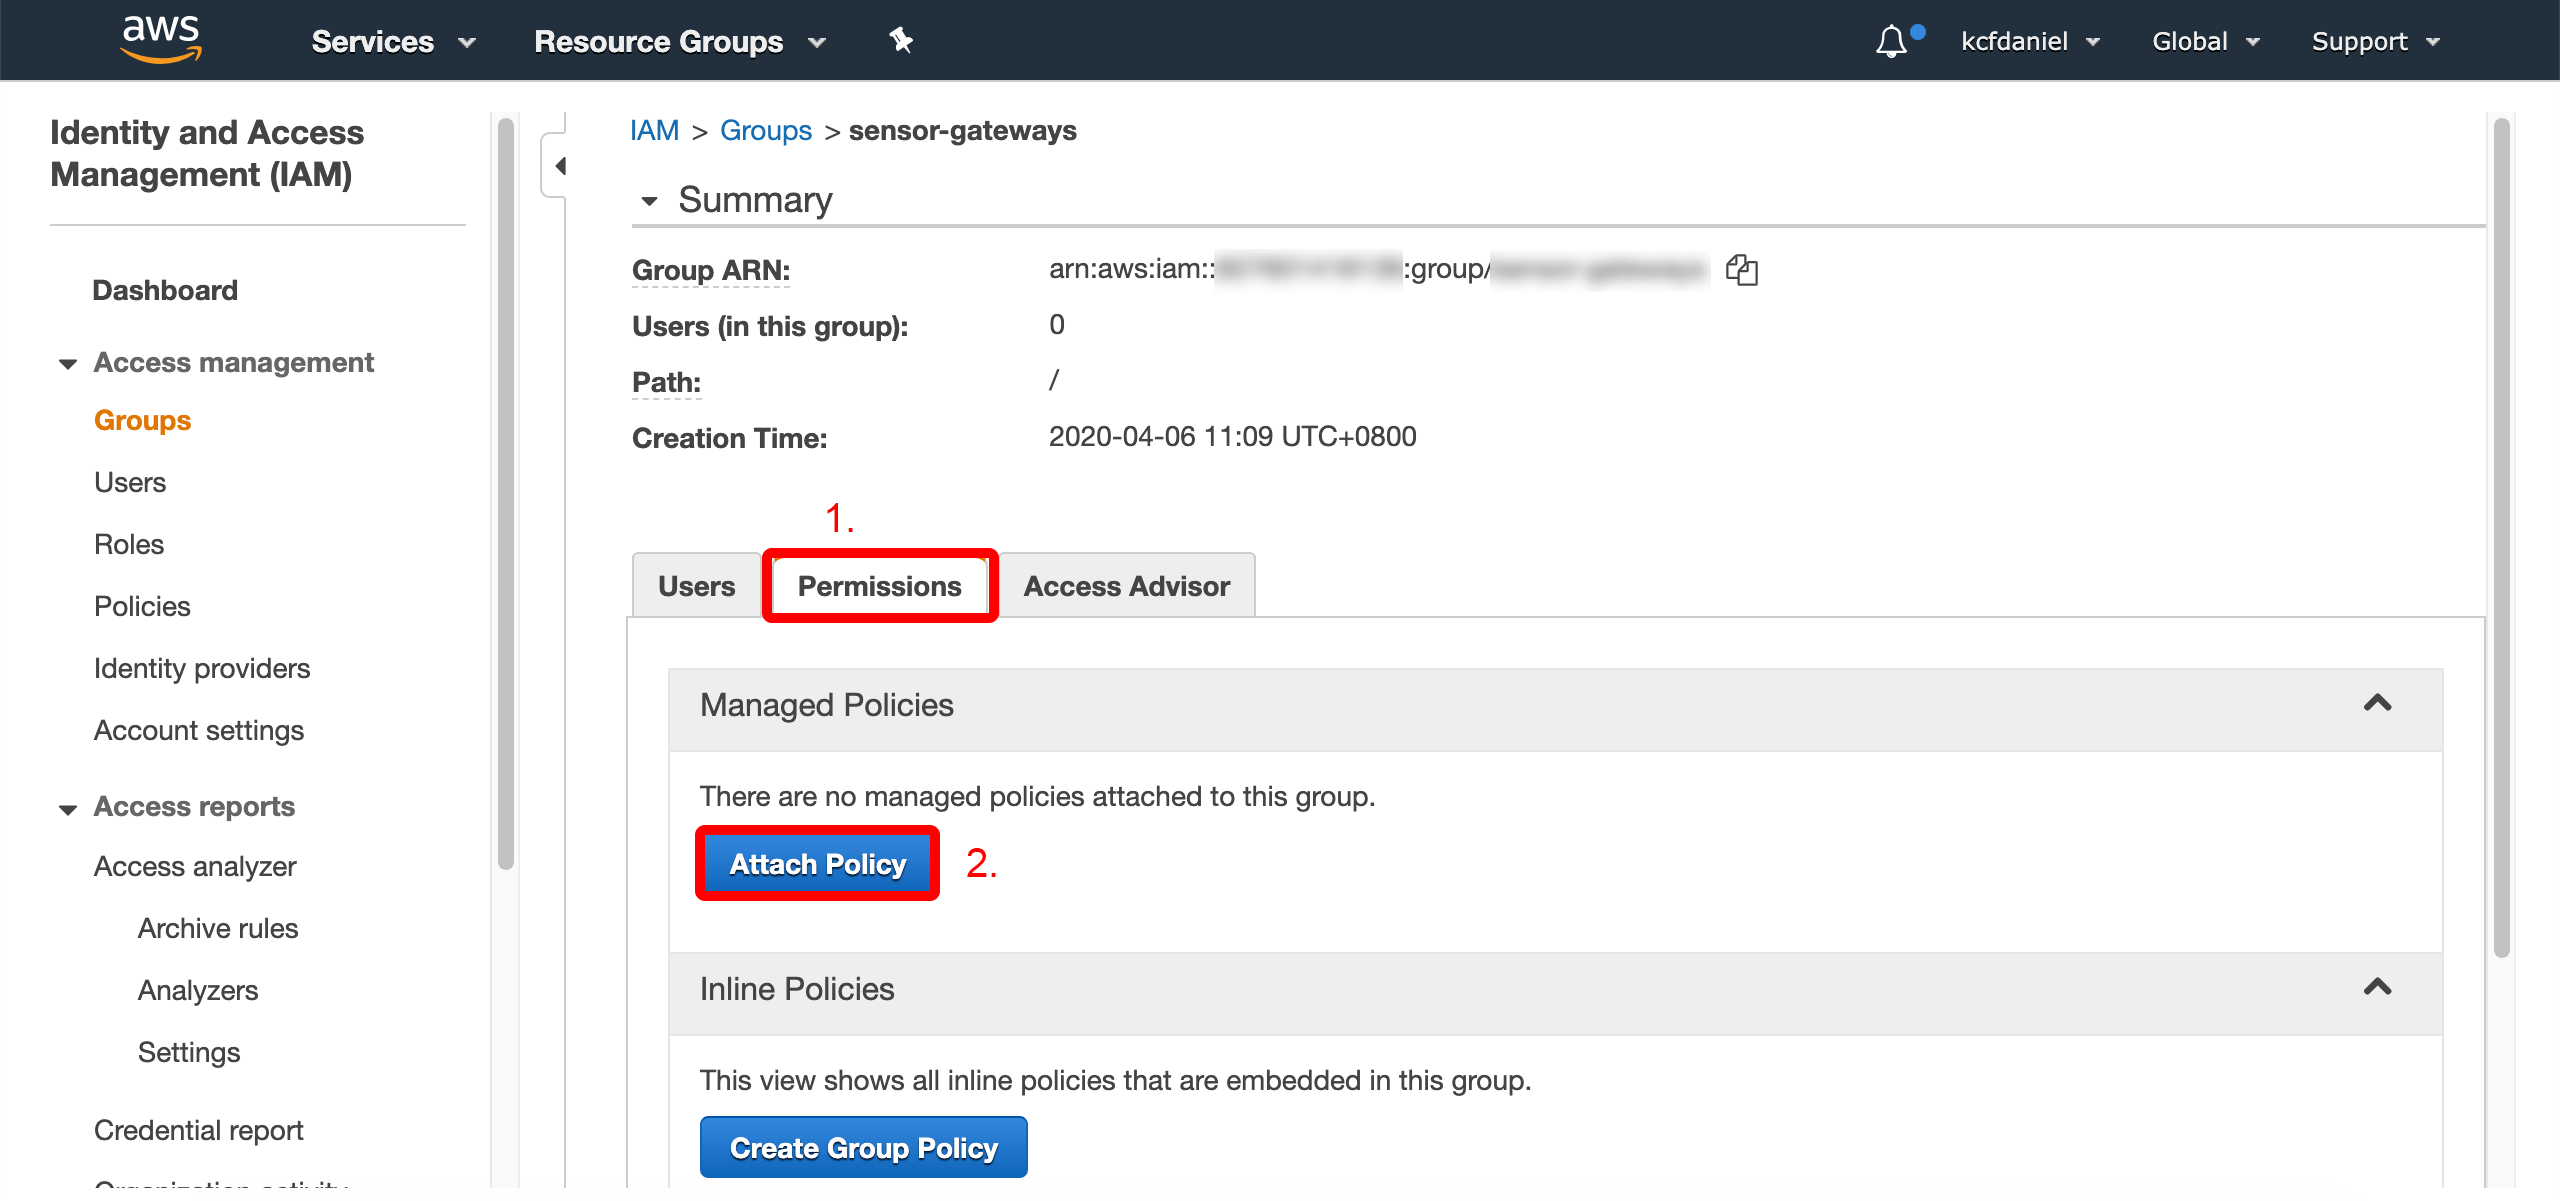 aws
Services
Resource Groups
kcfdaniel
Global
Support
Identity and Access
Management (IAM)
Dashboard
Access management
Groups
Users
Roles
Policies
Identity providers
Account settings
Access reports
Access analyzer
Archive rules
Analyzers
Settings
Credential report
Organization activity
IAM > Groups > sensor-gateways
Summary
Group ARN: arn:aws:iam:: :group/
Users (in this group): 0
Path: /
Creation Time: 2020-04-06 11:09 UTC+0800
1.
Users
Permissions
Access Advisor
Managed Policies
There are no managed policies attached to this group.
Attach Policy 2.
Inline Policies
This view shows all inline policies that are embedded in this group.
Create Group Policy